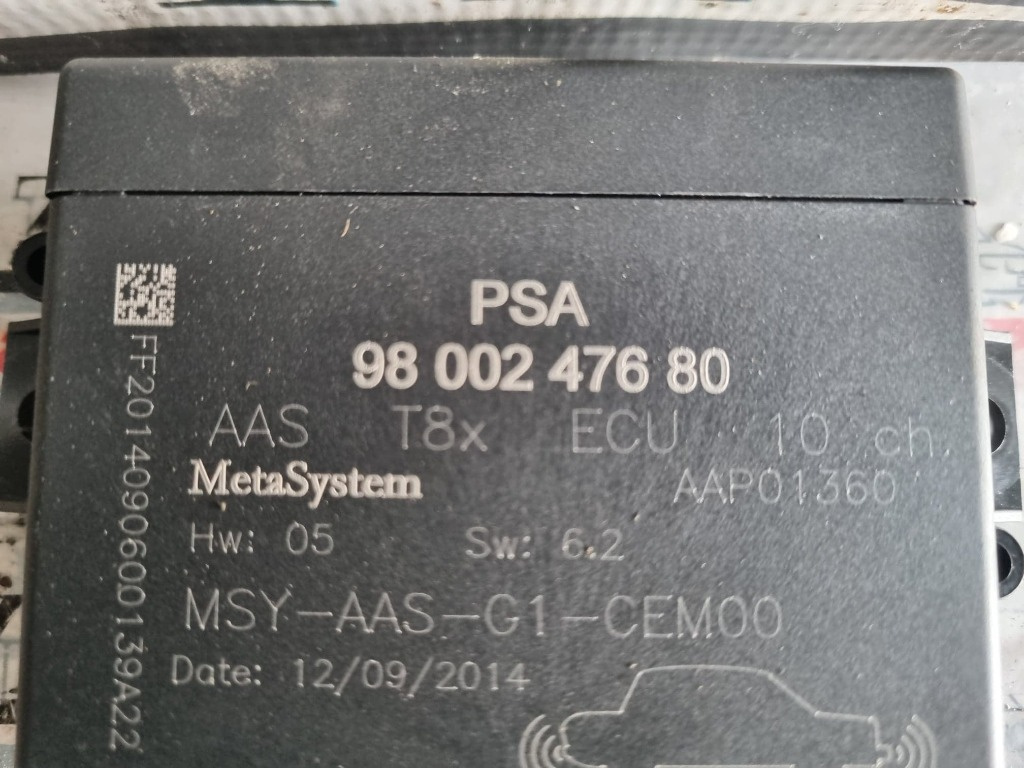 PSA
98 002 476 80
AAS T8x ECU 10 ch.
MetaSystem AAP01360
Hw: 05 Sw: 6.2
MSY-AAS-G1-CEM00
Date: 12/09/2014
FF2014090600139A22